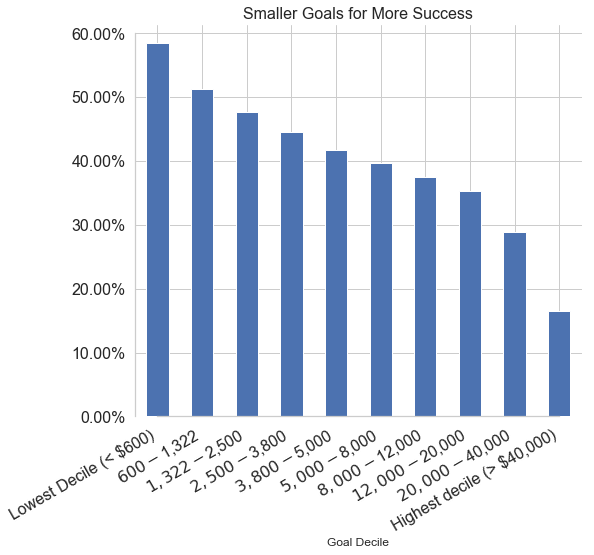 Smaller Goals for More Success
60.00%
50.00%
40.00%
30.00%
20.00%
10.00%
0.00%
Lowest Decile (< $600)
600 − 1,322
1, 322 − 2,500
2, 500 − 3,800
3, 800 − 5,000
5, 000 − 8,000
8, 000 − 12,000
12, 000 − 20,000
20, 000 − 40,000
Highest decile (> $40,000)
Goal Decile